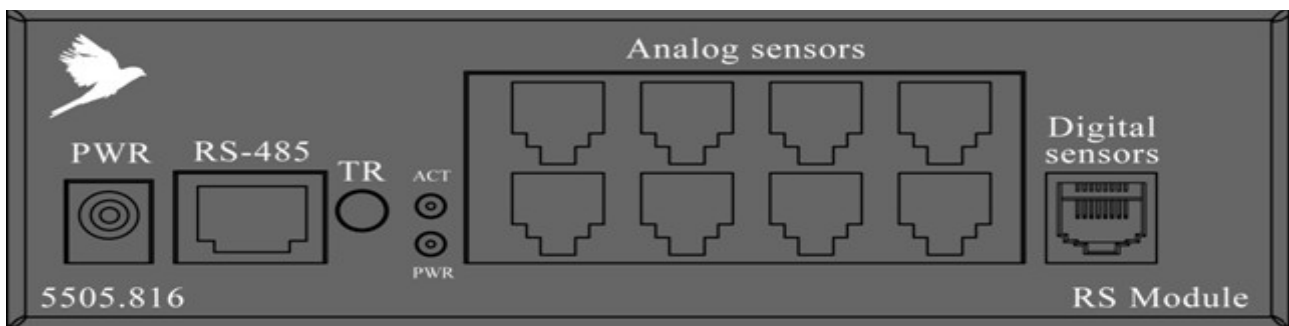 Analog sensors
PWR
RS-485
TR
ACT
PWR
Digital
sensors
5505.816
RS Module